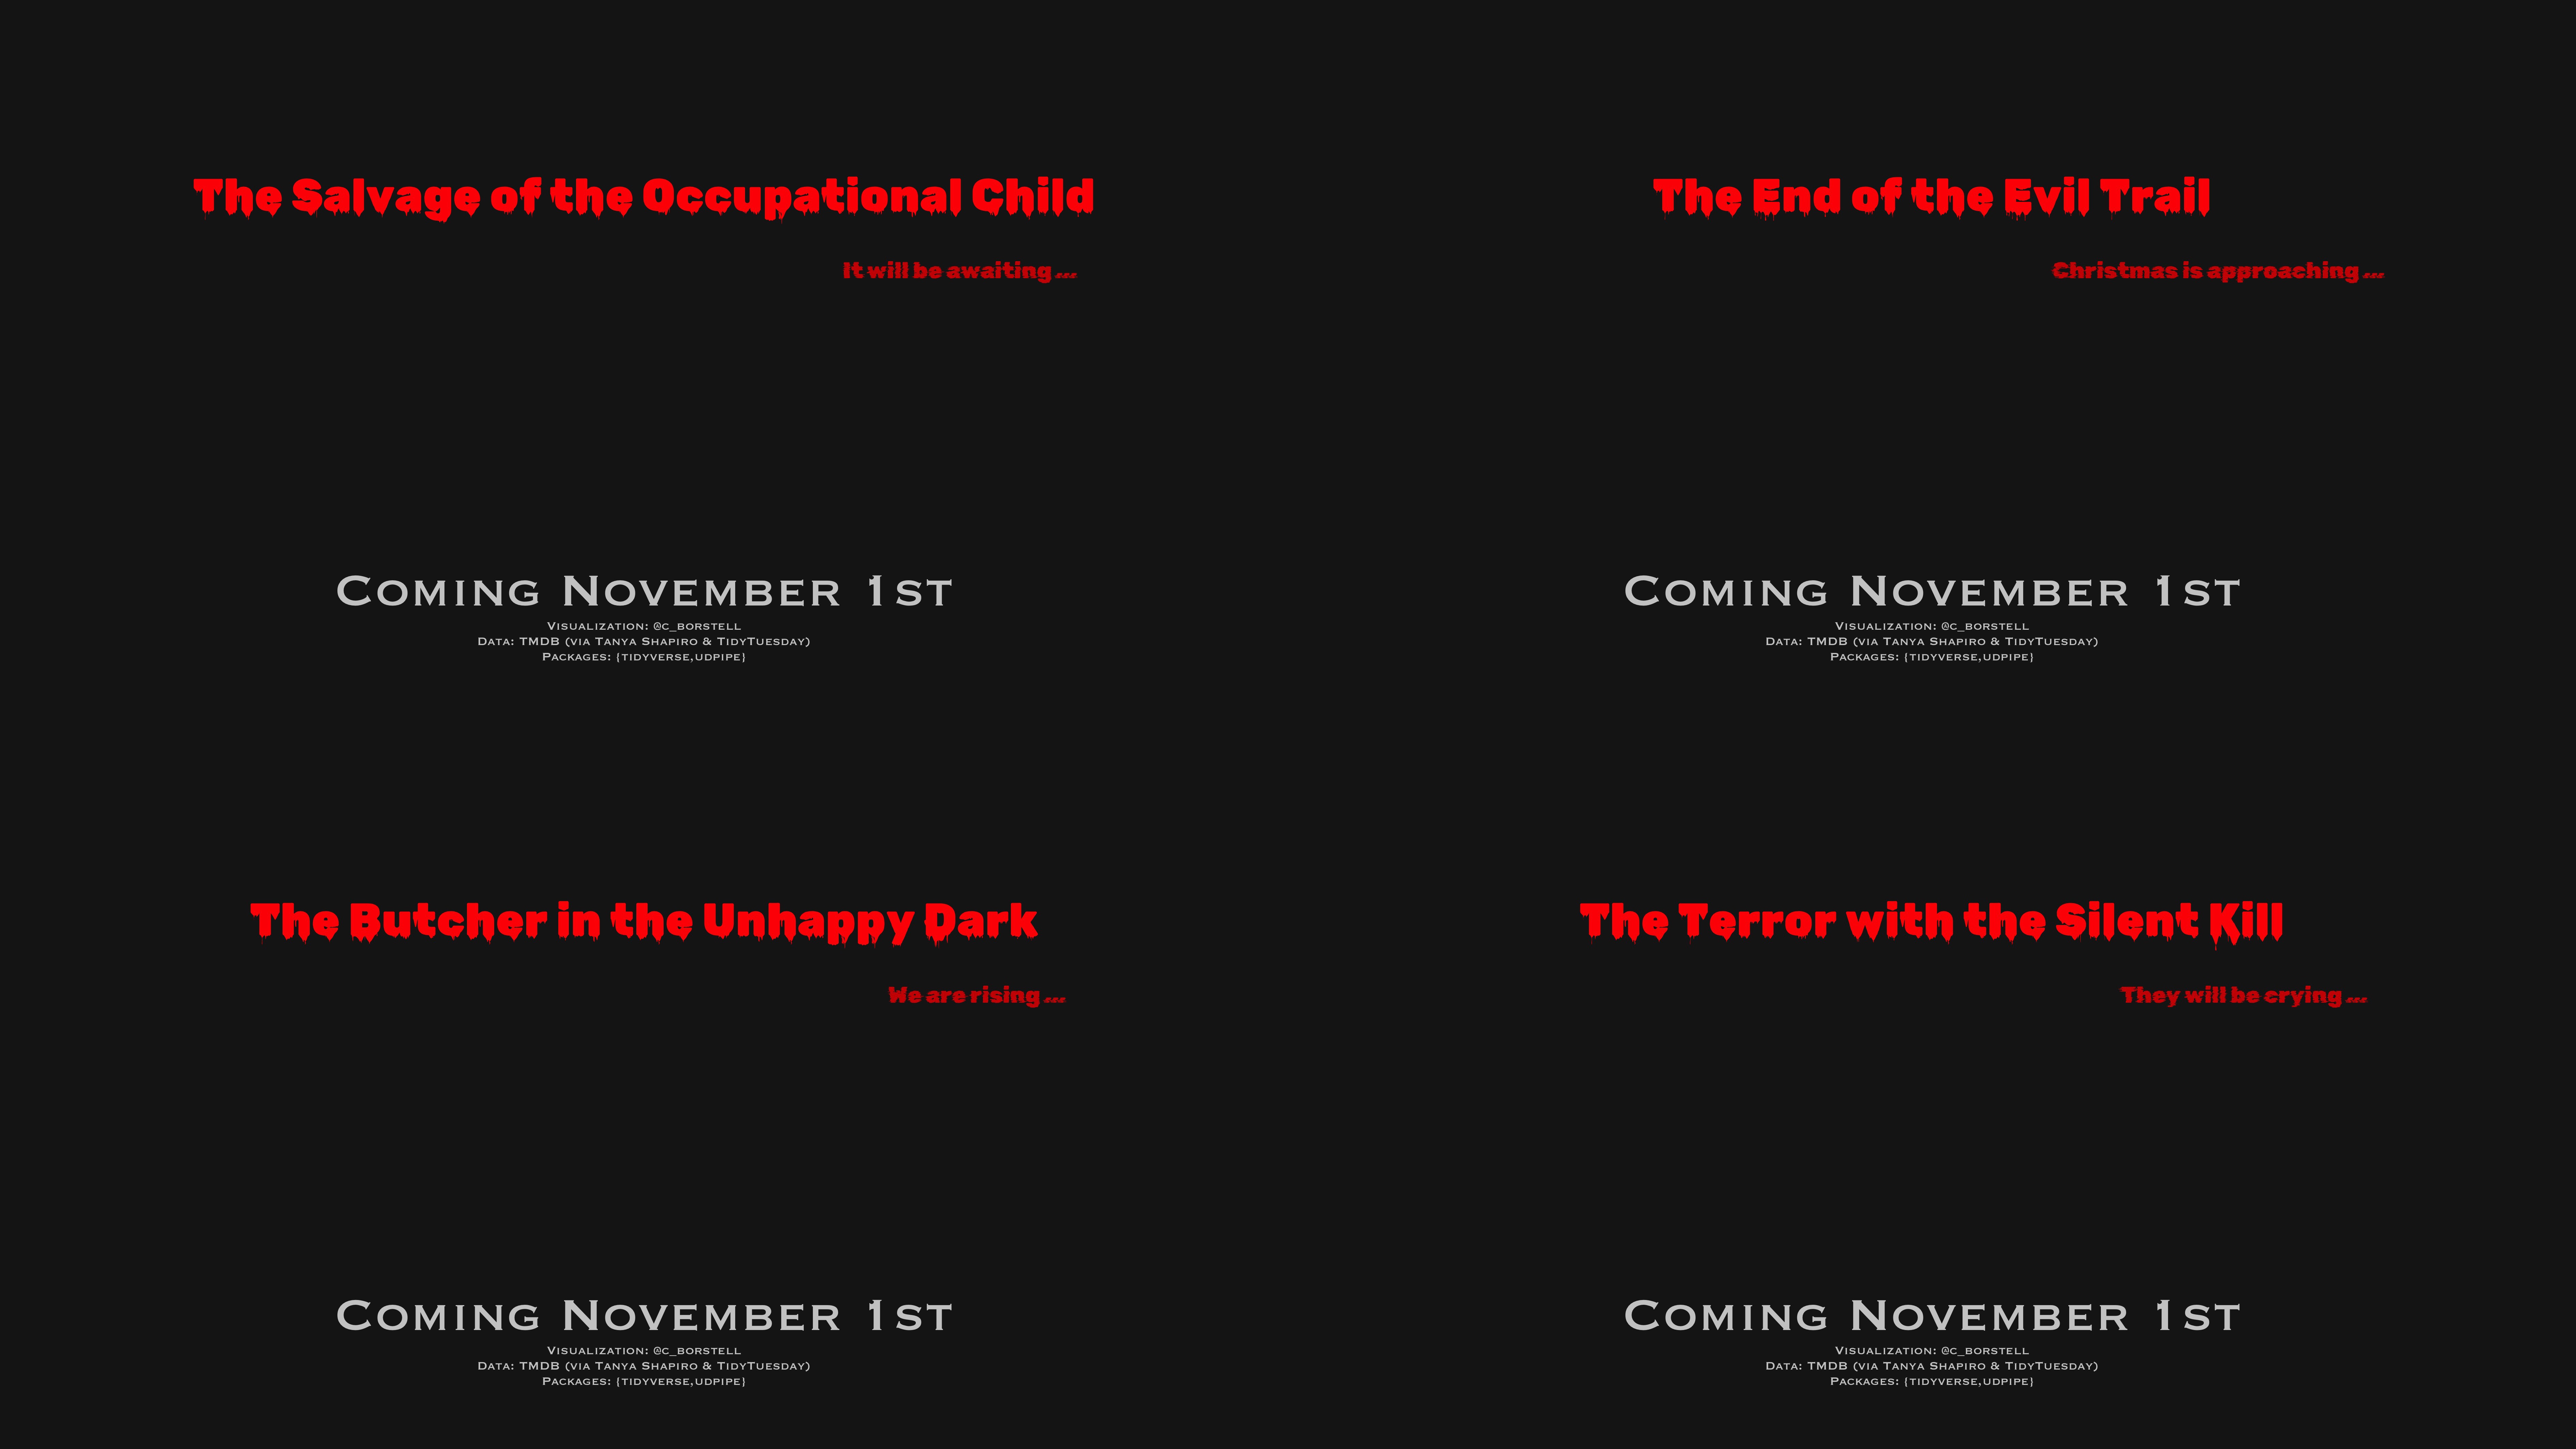 The Salvage of the Occupational Child
It will be awaiting ...
Coming November 1st
Visualization: @c_borstell
Data: TMDB (via Tanya Shapiro & TidyTuesday)
Packages: {tidyverse,udpipe}
The End of the Evil Trail
Christmas is approaching ...
Coming November 1st
Visualization: @c_borstell
Data: TMDB (via Tanya Shapiro & TidyTuesday)
Packages: {tidyverse,udpipe}
The Butcher in the Unhappy Dark
We are rising ...
Coming November 1st
Visualization: @c_borstell
Data: TMDB (via Tanya Shapiro & TidyTuesday)
Packages: {tidyverse,udpipe}
The Terror with the Silent Kill
They will be crying ...
Coming November 1st
Visualization: @c_borstell
Data: TMDB (via Tanya Shapiro & TidyTuesday)
Packages: {tidyverse,udpipe}